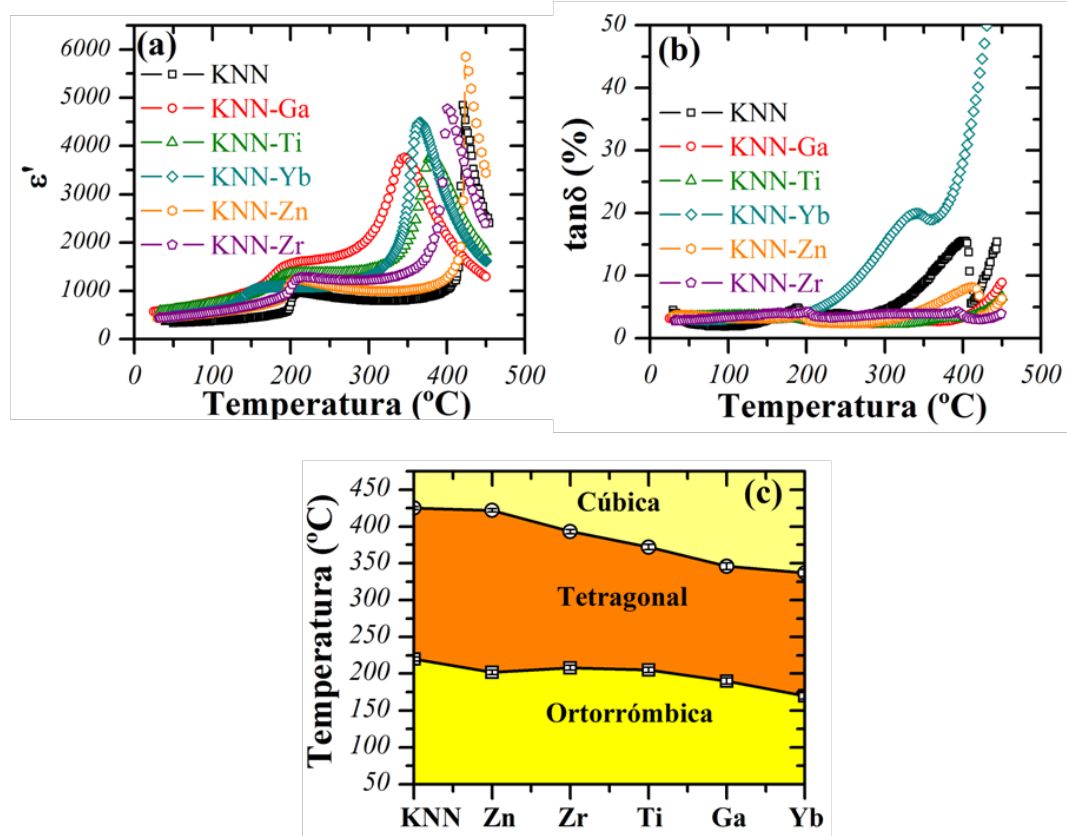 (a)
ε'
6000
5000
4000
3000
2000
1000
0
KNN
KNN-Ga
KNN-Ti
KNN-Yb
KNN-Zn
KNN-Zr
0 100 200 300 400 500
Temperatura (ºC)
(b)
tanδ (%)
50
40
30
20
10
0
KNN
KNN-Ga
KNN-Ti
KNN-Yb
KNN-Zn
KNN-Zr
0 100 200 300 400 500
Temperatura (ºC)
(c)
Temperatura (ºC)
450
400
350
300
250
200
150
100
50
Cúbica
Tetragonal
Ortorrómbica
KNN Zn Zr Ti Ga Yb